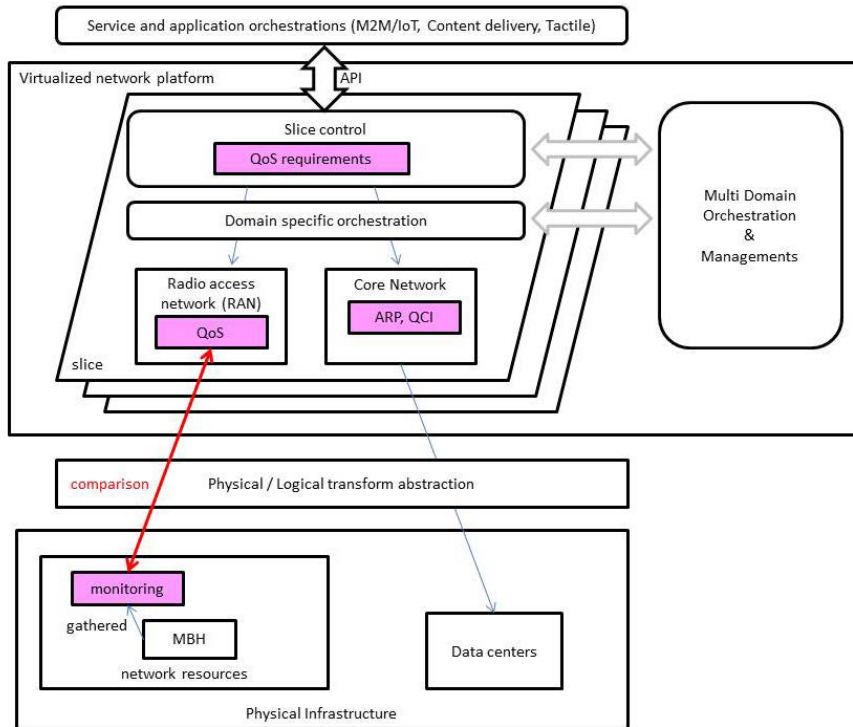 Service and application orchestrations (M2M/IoT, Content delivery, Tactile)
Virtualized network platform
API
Slice control
QoS requirements
Domain specific orchestration
Multi Domain
Orchestration
&
Managements
Radio access
network (RAN)
QoS
Core Network
ARP, QCI
slice
comparison
Physical / Logical transform abstraction
monitoring
gathered
MBH
network resources
Data centers
Physical Infrastructure